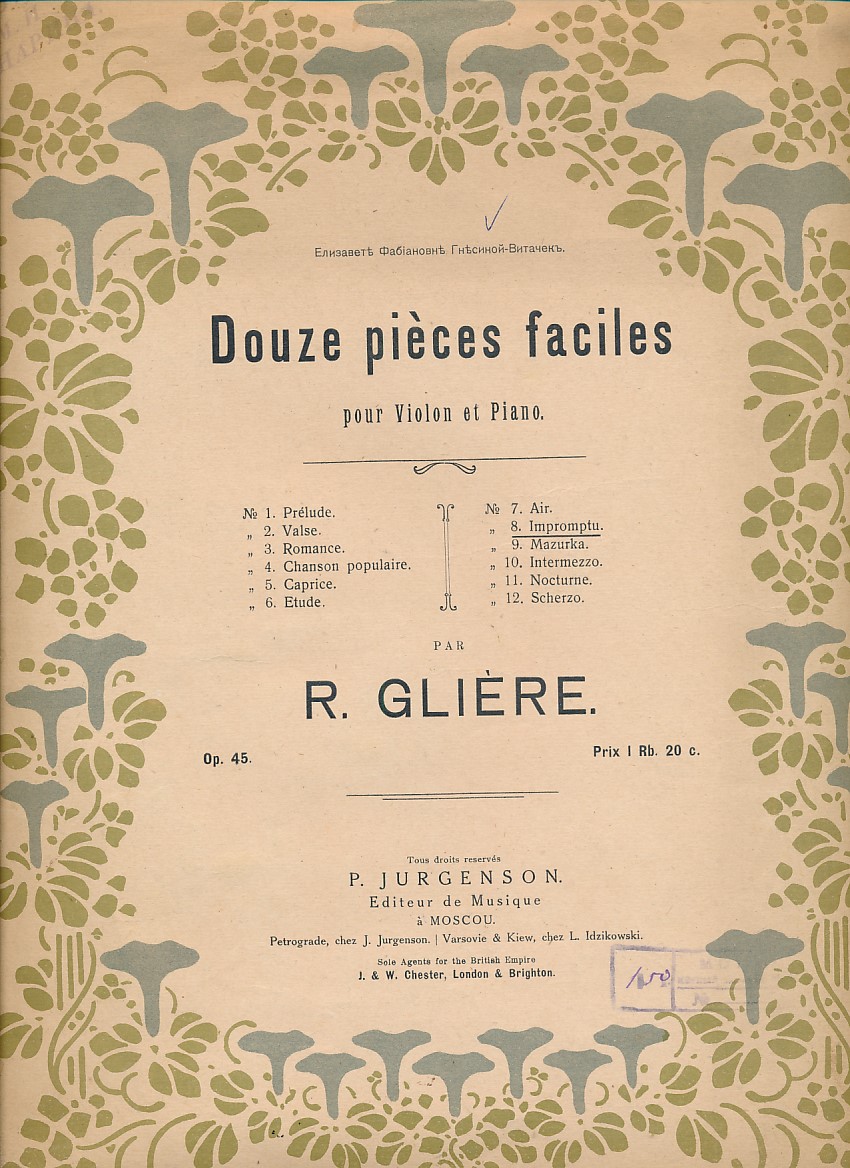 Елизаветѣ Фабіановнѣ Гнѣсиной-Витачекъ.
Douze pièces faciles
pour Violon et Piano.
№ 1. Prélude.
„ 2. Valse.
„ 3. Romance.
„ 4. Chanson populaire.
„ 5. Caprice.
„ 6. Etude.
№ 7. Air.
„ 8. Impromptu.
„ 9. Mazurka.
„ 10. Intermezzo.
„ 11. Nocturne.
„ 12. Scherzo.
PAR
R. GLIÈRE.
Op. 45.
Prix 1 Rb. 20 c.
Tous droits reservés
P. JURGENSON.
Editeur de Musique
à MOSCOU.
Petrograde, chez J. Jurgenson. | Varsovie & Kiew, chez L. Idzikowski.
Sole Agents for the British Empire
J. & W. Chester, London & Brighton.